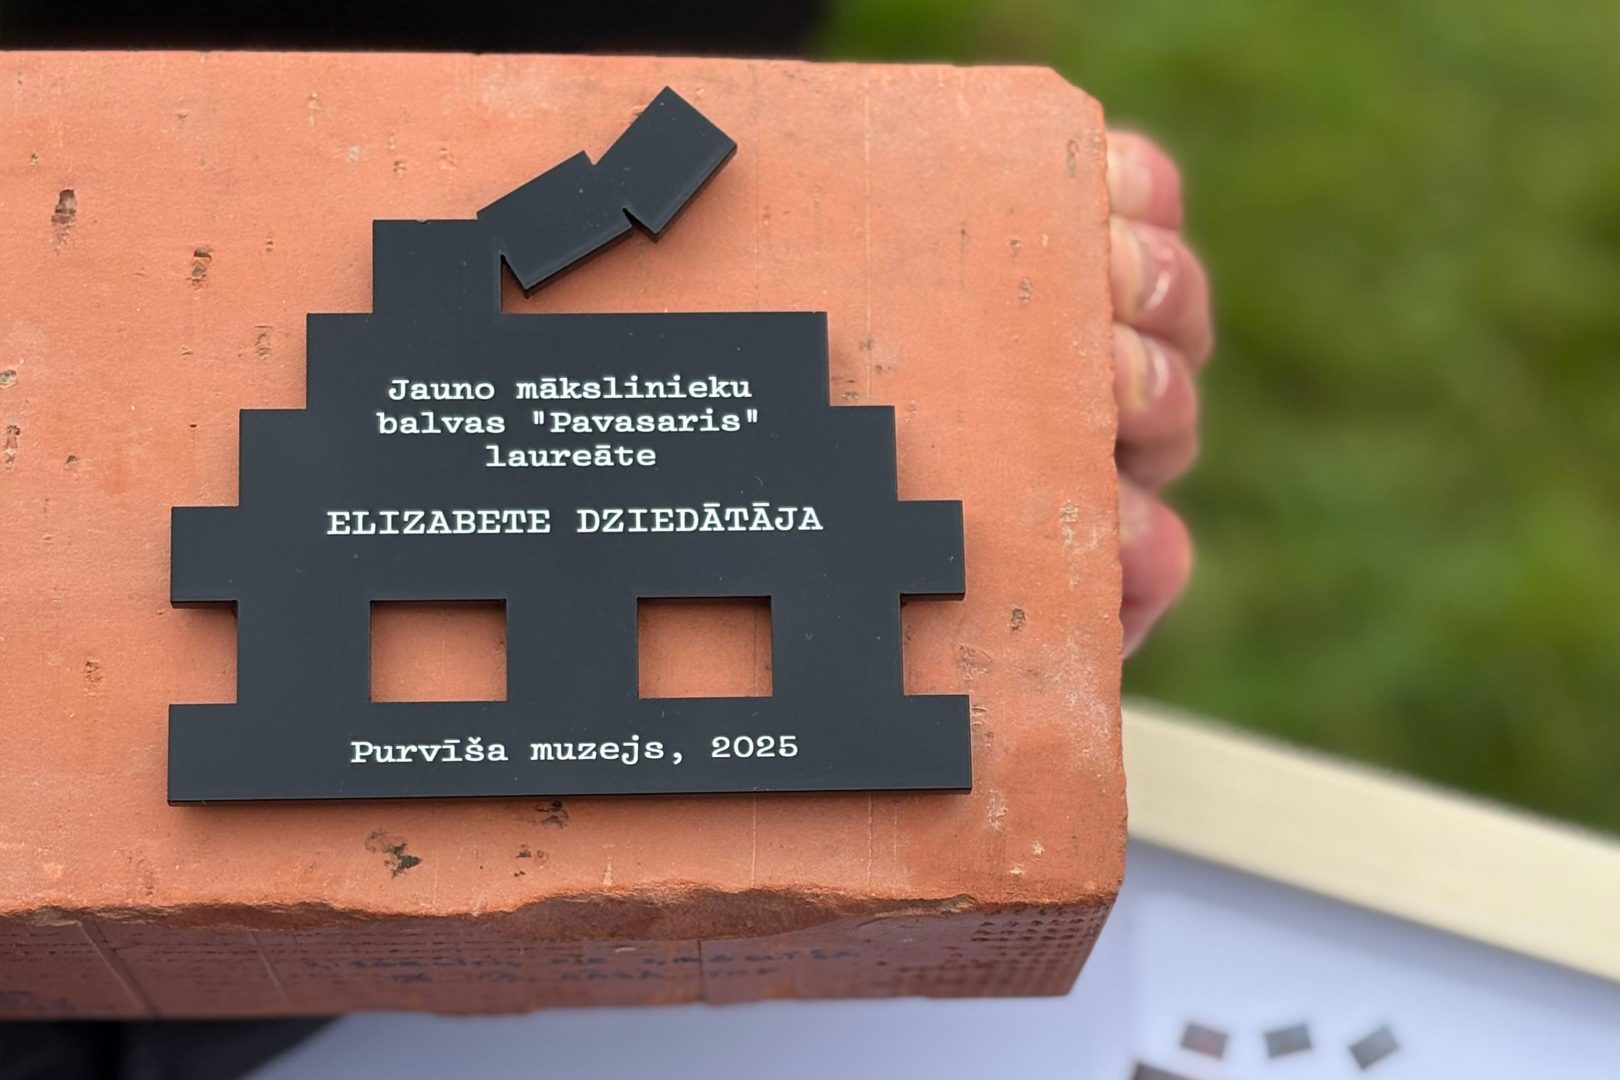 Jauno mākslinieku
balvas "Pavasaris"
laureāte
ELIZABETE DZIEDĀTĀJA
Purvīša muzejs, 2025